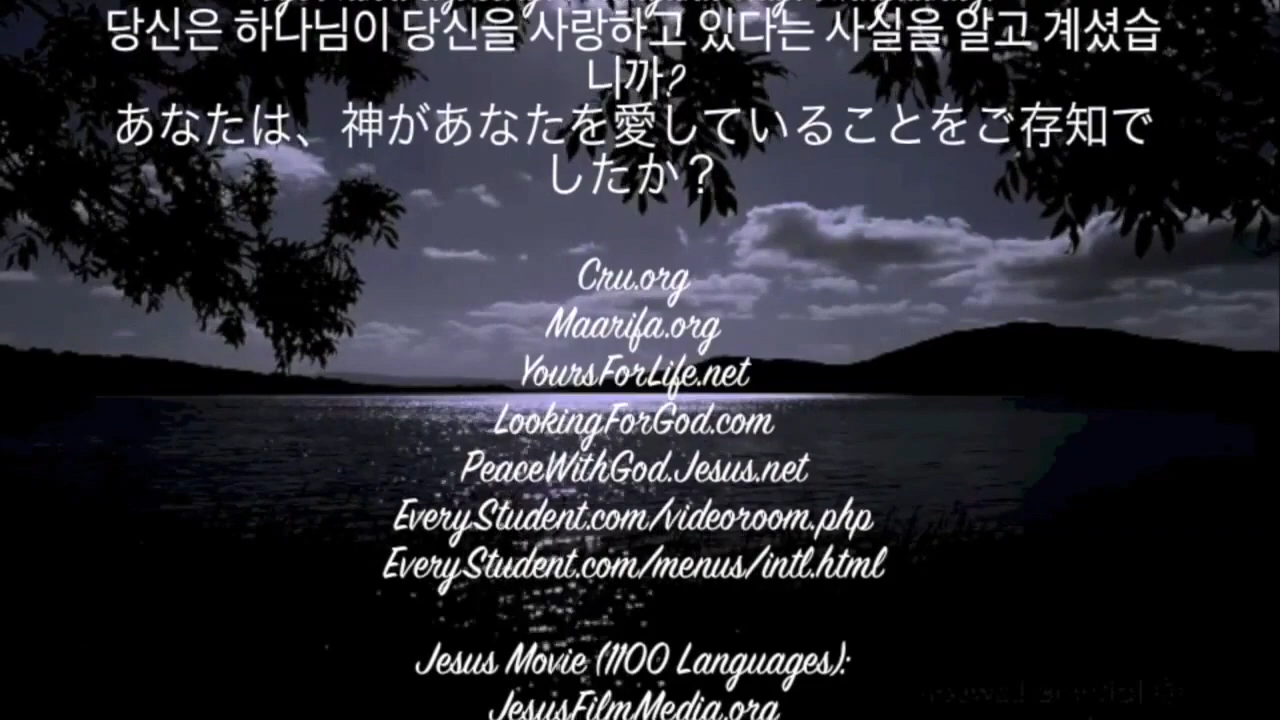 당신은 하나님이 당신을 사랑하고 있다는 사실을 알고 계셨습
니까?
あなたは、神があなたを愛していることをご存知で
したか？
Cru.org
Maarifa.org
YoursForLife.net
LookingForGod.com
PeaceWithGod.Jesus.net
EveryStudent.com/videoroom.php
EveryStudent.com/menus/intl.html
Jesus Movie (1100 Languages):
JesusFilmMedia.org